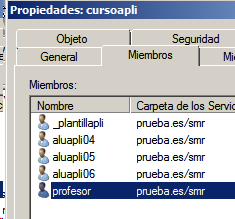 Propiedades: cursoapli
Objeto Seguridad
General Miembros
Miembros:
Nombre Carpeta de los Servic
_plantillapli prueba.es/smr
aluapli04 prueba.es/smr
aluapli05 prueba.es/smr
aluapli06 prueba.es/smr
profesor prueba.es/smr